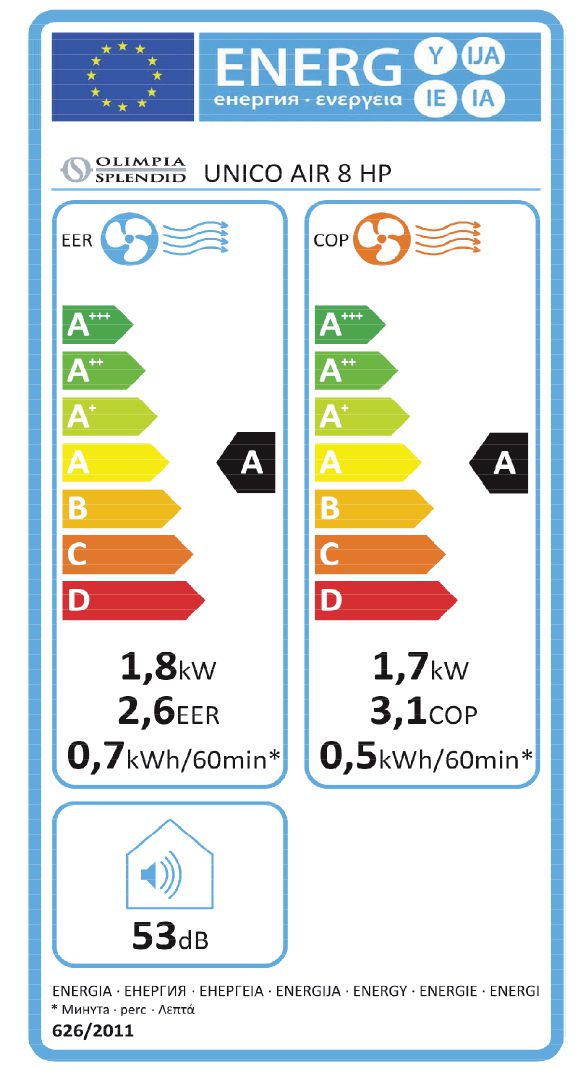 ENERG Y IJA
енергия · ενεργεια IE IA
OLIMPIA
SPLENDID
UNICO AIR 8 HP
EER
A+++
A++
A+
A
B
C
D
A
1,8kW
2,6EER
0,7kWh/60min*
COP
A+++
A++
A+
A
B
C
D
A
1,7kW
3,1COP
0,5kWh/60min*
53dB
ENERGIA · ЕНЕРГИЯ · ΕΝΕΡΓΕΙΑ · ENERGIJA · ENERGY · ENERGIE · ENERGI
* Минута · perc · Λεπτά
626/2011